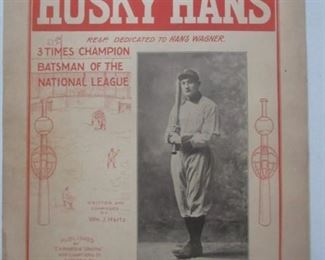 HUSKY HANS
RESP. DEDICATED TO HANS WAGNER.
3 TIMES CHAMPION
BATSMAN OF THE
NATIONAL LEAGUE
WRITTEN AND
COMPOSED
BY
Wm. J. Hartz
PUBLISHED
BY